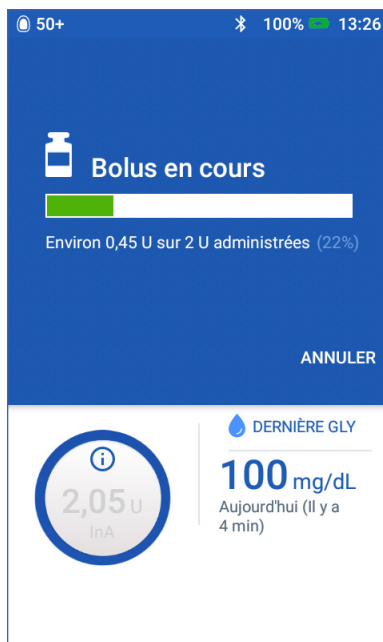 50+ 100% 13:26
Bolus en cours
Environ 0,45 U sur 2 U administrées (22%)
ANNULER
DERNIÈRE GLY
100 mg/dL
Aujourd'hui (Il y a
4 min)
2,05 U
InA